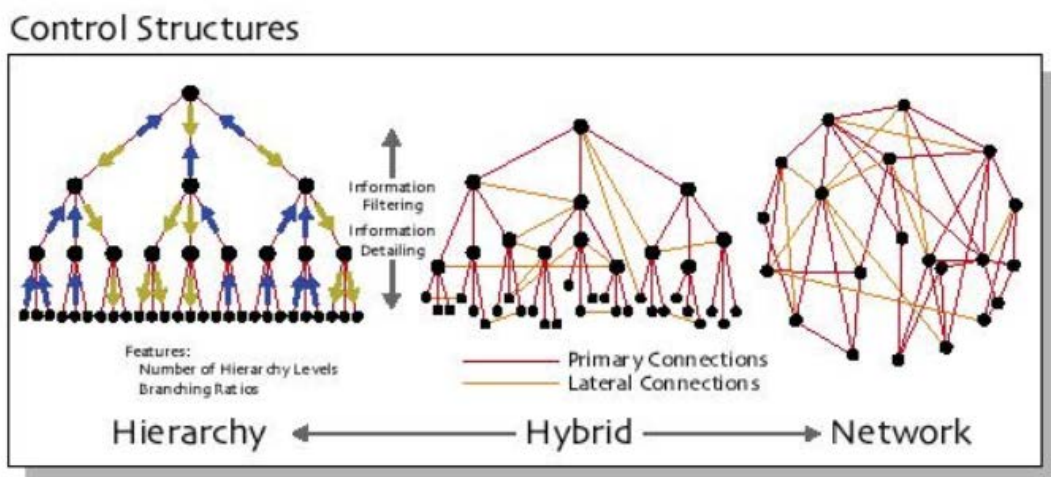 Control Structures
Information
Filtering
Information
Detailing
Features:
Number of Hierarchy Levels
Branching Ratios
Primary Connections
Lateral Connections
Hierarchy
Hybrid
Network